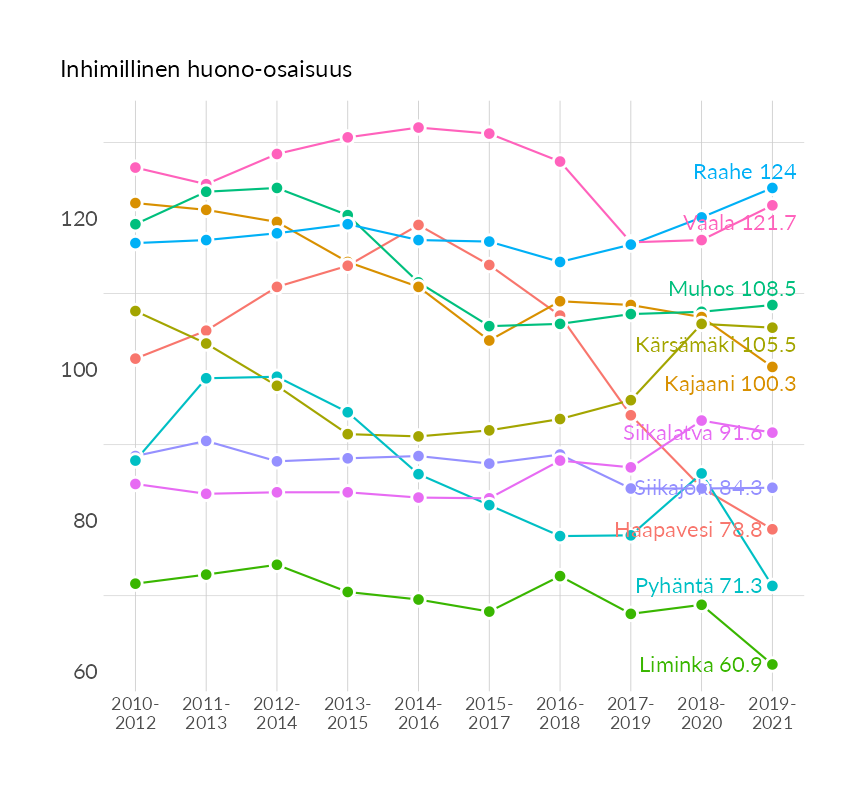 Inhimillinen huono-osaisuus
Raahe 124
120
Vaala 121.7
Muhos 108.5
Kärsämäki 105.5
100
Kajaani 100.3
Siikalatva 91.6
Siikajoki 84.3
80
Haapavesi 78.8
Pyhäntä 71.3
Liminka 60.9
60
2010- 2011- 2012- 2013- 2014- 2015- 2016- 2017- 2018- 2019-
2012 2013 2014 2015 2016 2017 2018 2019 2020 2021